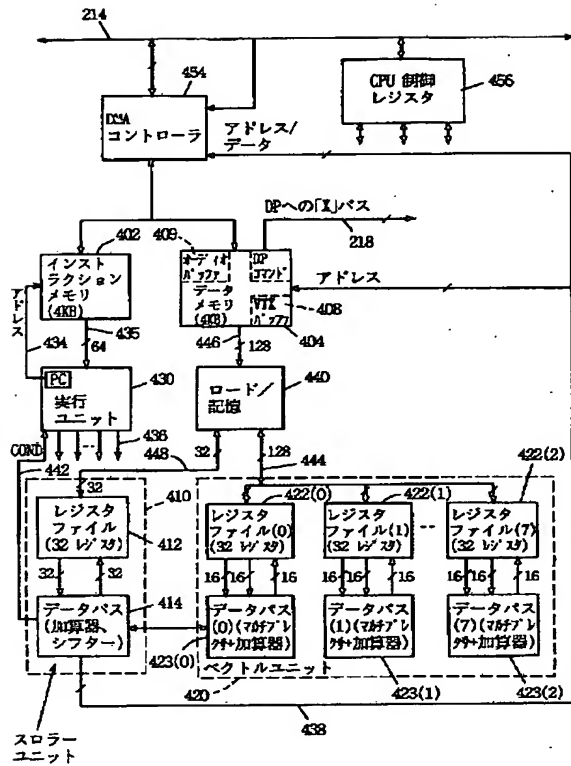 214
454
CPU 制御
レジスタ
456
DMA
コントローラ
アドレス/
データ
DPへの「X」バス
218
402
409
インスト
ラクション
メモリ
(4KB)
オーディオ
バッファ
DP
コマンド
データ
メモリ
(4KB)
VTX
バッファ
408
404
アドレス
アドレス
434
435
64
446
128
PC
実行
ユニット
430
436
ロード/
記憶
440
COND
442
448
32
128
444
32
410
422(0)
422(1)
422(2)
レジスタ
ファイル
(32 レジスタ)
412
レジスタ
ファイル(0)
(32 レジスタ)
レジスタ
ファイル(1)
(32 レジスタ)
レジスタ
ファイル(7)
(32 レジスタ)
32
32
16
16
16
16
16
16
16
16
16
データパス
(加算器、
シフター)
414
データパス
(0)(マルチプレ
クサ+加算器)
データパス
(1)(マルチプレ
クサ+加算器)
データパス
(7)(マルチプレ
クサ+加算器)
423(0)
ベクトルユニット
420
423(1)
423(2)
438
スロラー
ユニット